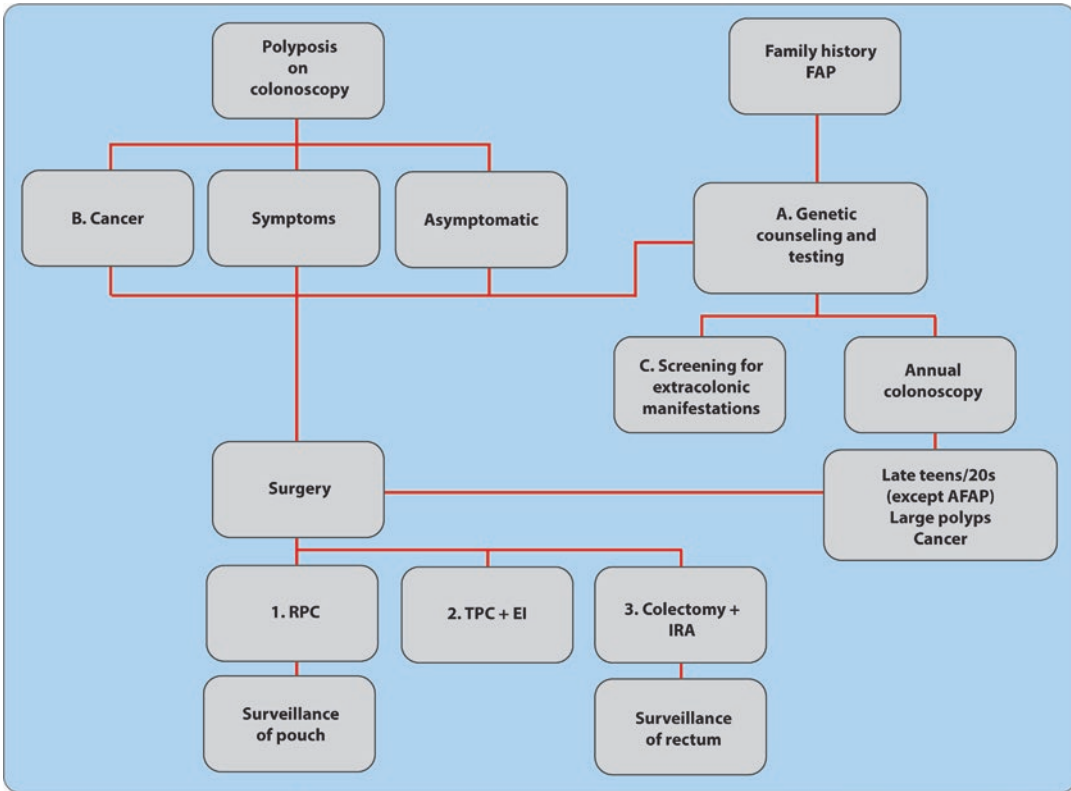 Polyposis
on
colonoscopy
Family history
FAP
B. Cancer
Symptoms
Asymptomatic
A. Genetic
counseling and
testing
C. Screening for
extracolonic
manifestations
Annual
colonoscopy
Surgery
Late teens/20s
(except AFAP)
Large polyps
Cancer
1. RPC
2. TPC + EI
3. Colectomy +
IRA
Surveillance
of pouch
Surveillance
of rectum